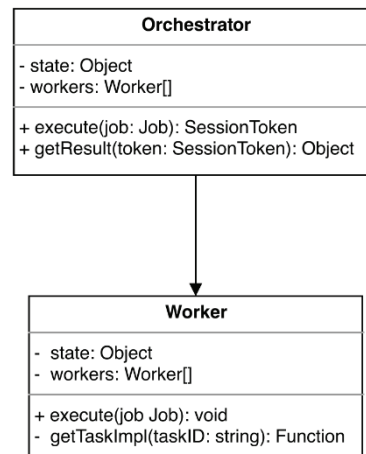 Orchestrator
- state: Object
- workers: Worker[]
+ execute(job: Job): SessionToken
+ getResult(token: SessionToken): Object
Worker
- state: Object
- workers: Worker[]
+ execute(job Job): void
- getTaskImpl(taskID: string): Function